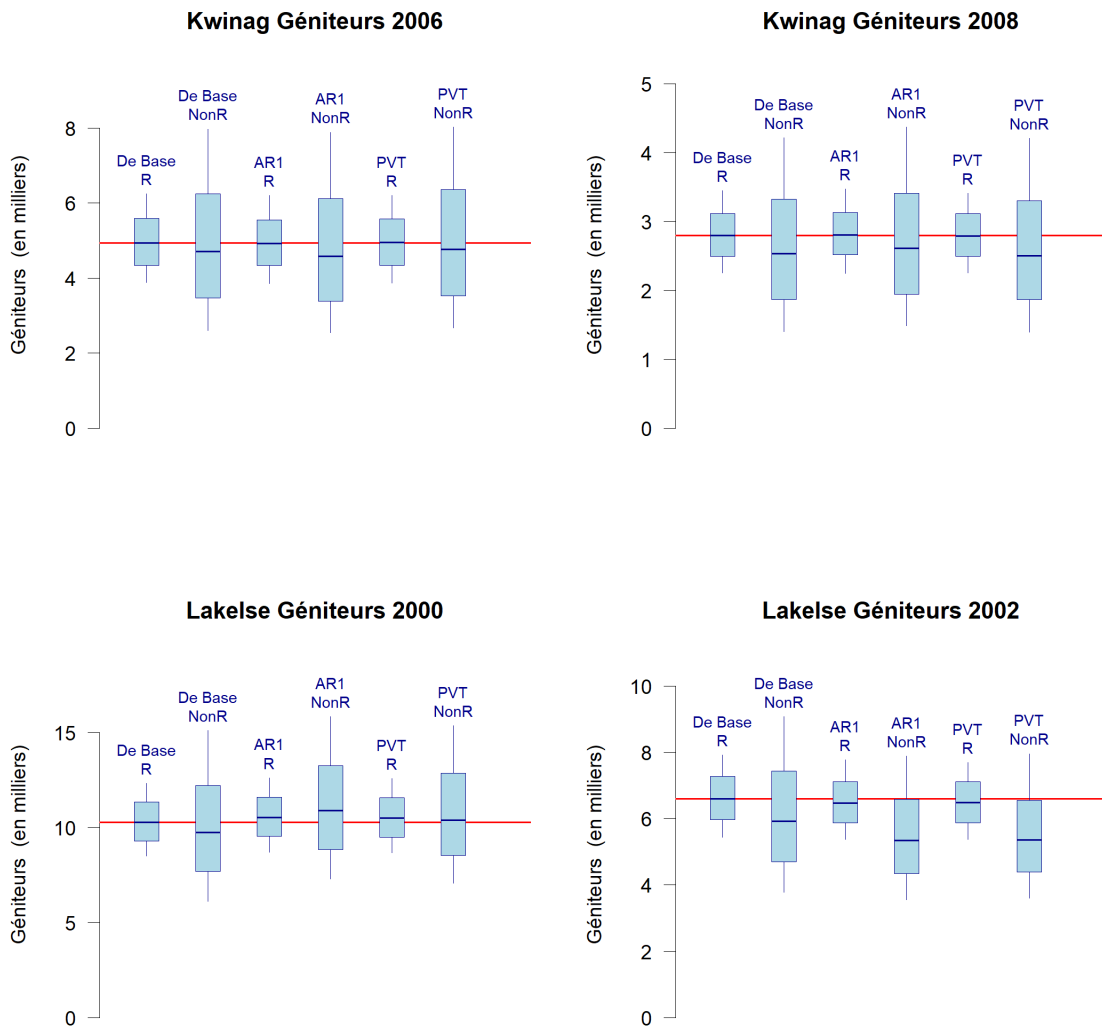 Kwinag Géniteurs 2006
Géniteurs (en milliers)
8
6
4
2
0
De Base
R
De Base
NonR
AR1
R
AR1
NonR
PVT
R
PVT
NonR
Kwinag Géniteurs 2008
Géniteurs (en milliers)
5
4
3
2
1
0
De Base
R
De Base
NonR
AR1
R
AR1
NonR
PVT
R
PVT
NonR
Lakelse Géniteurs 2000
Géniteurs (en milliers)
15
10
5
0
De Base
R
De Base
NonR
AR1
R
AR1
NonR
PVT
R
PVT
NonR
Lakelse Géniteurs 2002
Géniteurs (en milliers)
10
8
6
4
2
0
De Base
R
De Base
NonR
AR1
R
AR1
NonR
PVT
R
PVT
NonR